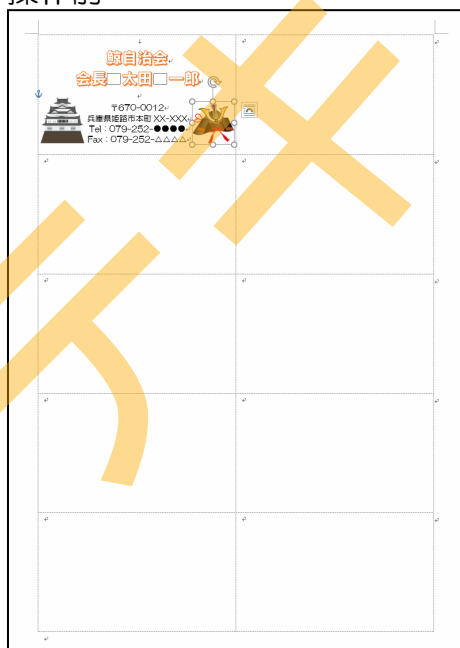 鯨自治会
会長□太田□一郎
〒670-0012
兵庫県姫路市本町 XX-XXX
Tel : 079-252-●●●●
Fax : 079-252-△△△△